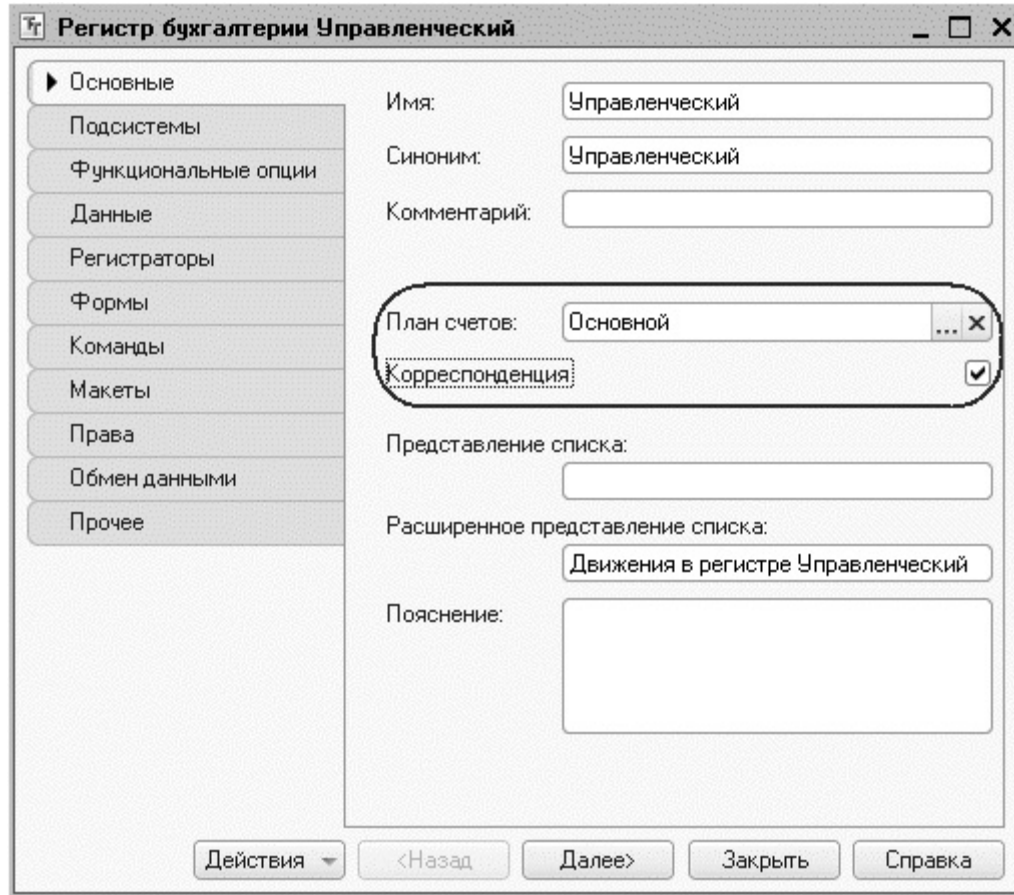 Регистр бухгалтерии Управленческий
Основные
Подсистемы
Функциональные опции
Данные
Регистраторы
Формы
Команды
Макеты
Права
Обмен данными
Прочее
Имя: Управленческий
Синоним: Управленческий
Комментарий:
План счетов: Основной ...
Корреспонденция
Представление списка:
Расширенное представление списка:
Движения в регистре Управленческий
Пояснение:
Действия <Назад Далее> Закрыть Справка